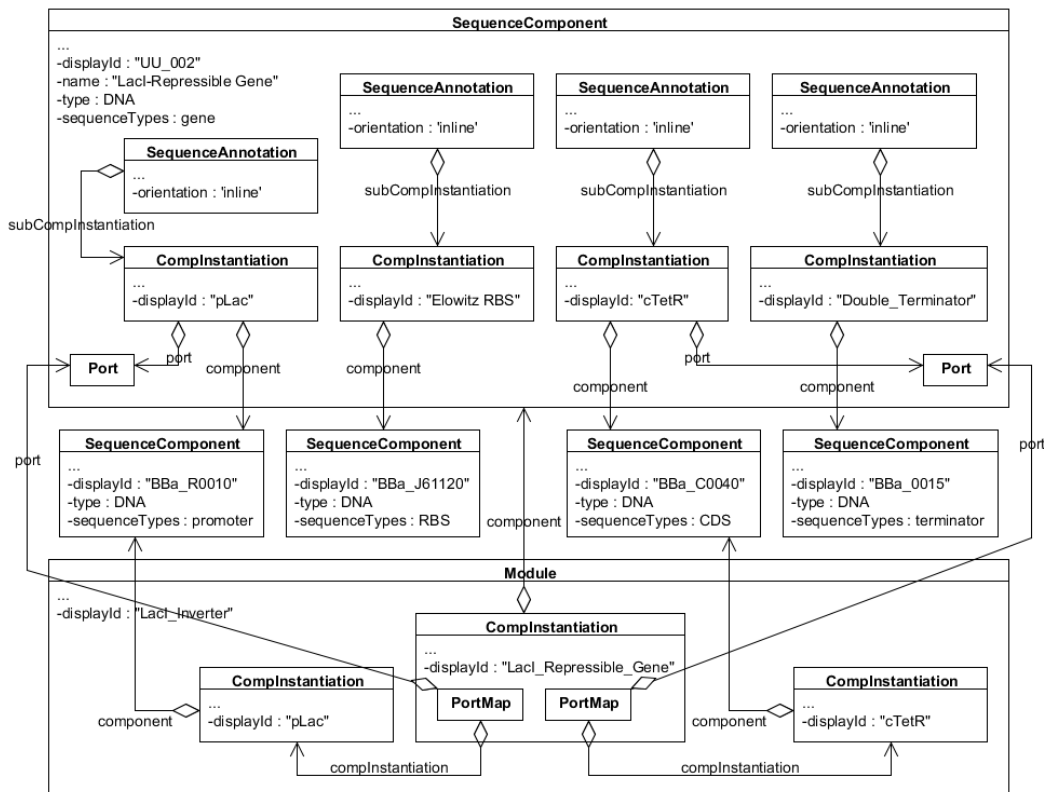 SequenceComponent
...
-displayId : "UU_002"
-name : "LacI-Repressible Gene"
-type : DNA
-sequenceTypes : gene
SequenceAnnotation
...
-orientation : 'inline'
SequenceAnnotation
...
-orientation : 'inline'
SequenceAnnotation
...
-orientation : 'inline'
SequenceAnnotation
...
-orientation : 'inline'
subCompInstantiation
subCompInstantiation
subCompInstantiation
subCompInstantiation
CompInstantiation
...
-displayId : "pLac"
CompInstantiation
...
-displayId : "Elowitz RBS"
CompInstantiation
...
-displayId : "cTetR"
CompInstantiation
...
-displayId : "Double_Terminator"
Port
port
component
component
component
port
component
Port
SequenceComponent
...
-displayId : "BBa_R0010"
-type : DNA
-sequenceTypes : promoter
SequenceComponent
...
-displayId : "BBa_J61120"
-type : DNA
-sequenceTypes : RBS
SequenceComponent
...
-displayId : "BBa_C0040"
-type : DNA
-sequenceTypes : CDS
SequenceComponent
...
-displayId : "BBa_0015"
-type : DNA
-sequenceTypes : terminator
port
component
port
Module
...
-displayId : "LacI_Inverter"
CompInstantiation
...
-displayId : "LacI_Repressible_Gene"
PortMap
PortMap
CompInstantiation
...
-displayId : "pLac"
component
CompInstantiation
...
-displayId : "cTetR"
component
compInstantiation
compInstantiation